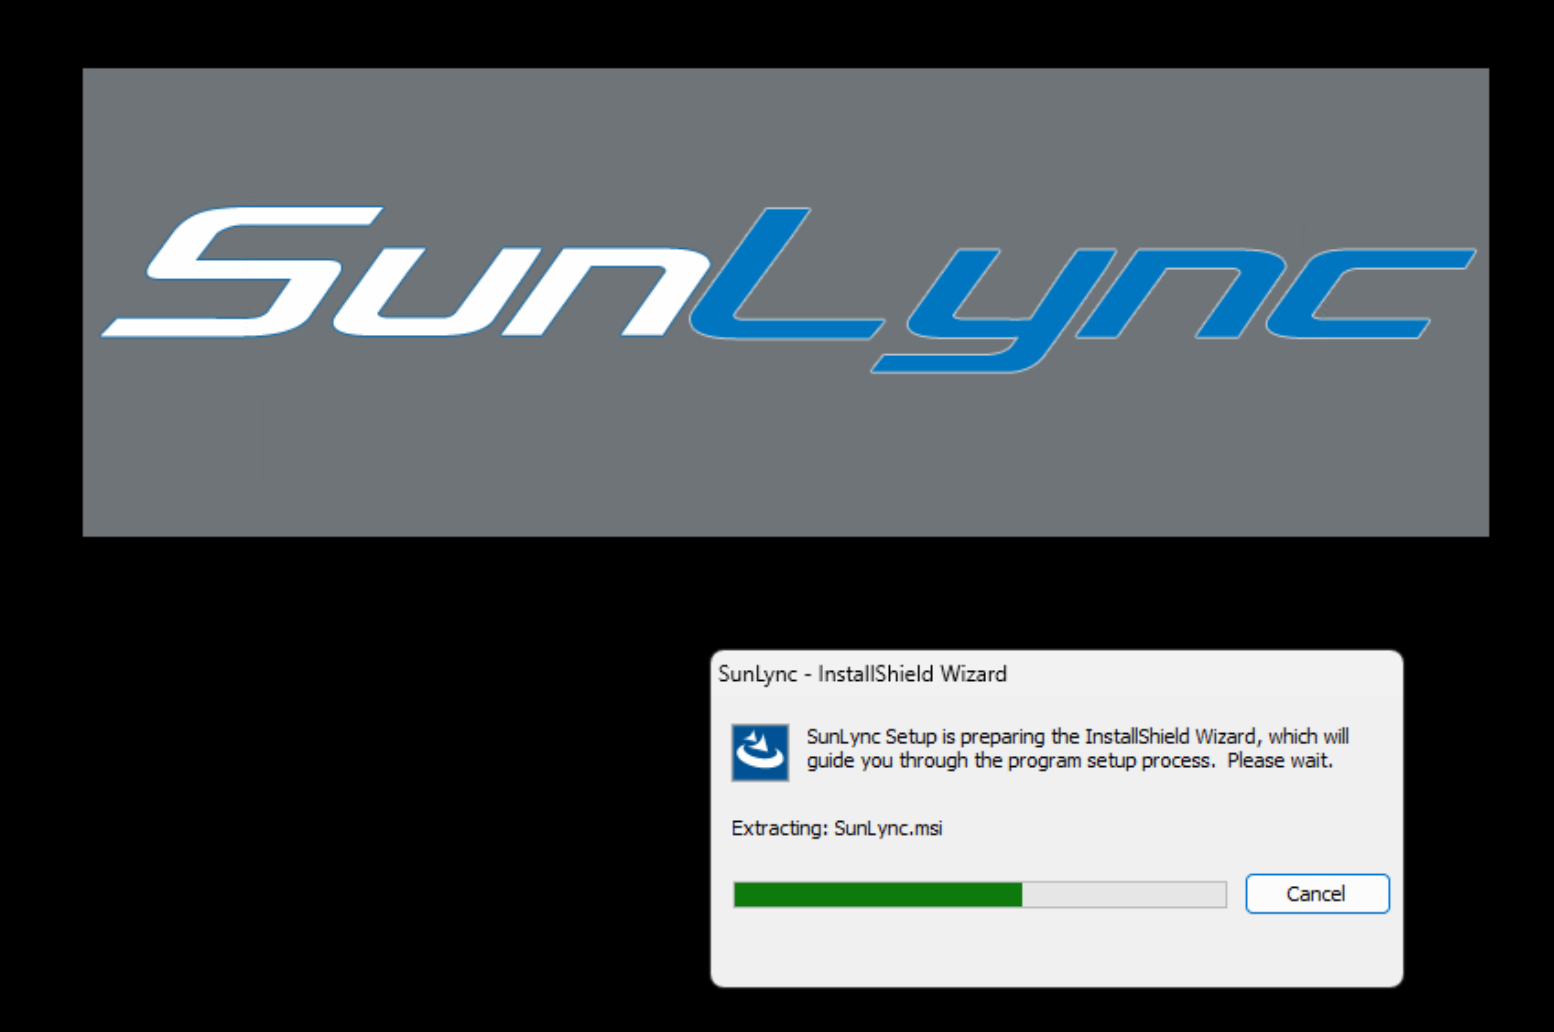 SunLync
SunLync - InstallShield Wizard
SunLync Setup is preparing the InstallShield Wizard, which will
guide you through the program setup process.  Please wait.
Extracting: SunLync.msi
Cancel